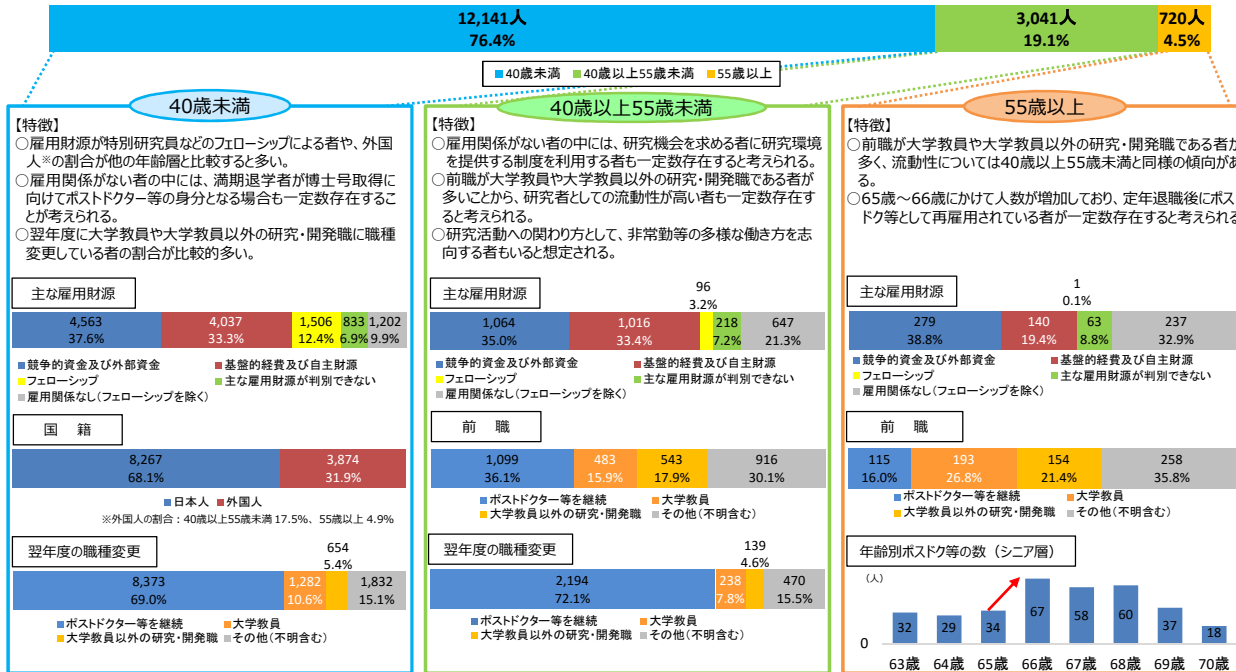 12,141人
76.4%
3,041人
19.1%
720人
4.5%
40歳未満 40歳以上55歳未満 55歳以上
40歳未満
【特徴】
○雇用財源が特別研究員などのフェローシップによる者や、外国
人※の割合が他の年齢層と比較すると多い。
○雇用関係がない者の中には、満期退学者が博士号取得に
向けてポストドクター等の身分となる場合も一定数存在するこ
とが考えられる。
○翌年度に大学教員や大学教員以外の研究・開発職に職種
変更している者の割合が比較的多い。
主な雇用財源
4,563 4,037 1,506 833 1,202
37.6% 33.3% 12.4% 6.9% 9.9%
競争的資金及び外部資金 基盤的経費及び自主財源
フェローシップ 主な雇用財源が判別できない
雇用関係なし(フェローシップを除く)
国 籍
8,267 3,874
68.1% 31.9%
日本人 外国人
※外国人の割合：40歳以上55歳未満 17.5%、55歳以上 4.9%
翌年度の職種変更
654
5.4%
8,373 1,282 1,832
69.0% 10.6% 15.1%
ポストドクター等を継続 大学教員
大学教員以外の研究・開発職 その他(不明含む)
40歳以上55歳未満
【特徴】
○雇用関係がない者の中には、研究機会を求める者に研究環境
を提供する制度を利用する者も一定数存在すると考えられる。
○前職が大学教員や大学教員以外の研究・開発職である者が
多いことから、研究者としての流動性が高い者も一定数存在す
ると考えられる。
○研究活動への関わり方として、非常勤等の多様な働き方を志
向する者もいると想定される。
主な雇用財源
96
3.2%
1,064 1,016 218 647
35.0% 33.4% 7.2% 21.3%
競争的資金及び外部資金 基盤的経費及び自主財源
フェローシップ 主な雇用財源が判別できない
雇用関係なし(フェローシップを除く)
前 職
1,099 483 543 916
36.1% 15.9% 17.9% 30.1%
ポストドクター等を継続 大学教員
大学教員以外の研究・開発職 その他(不明含む)
翌年度の職種変更
139
4.6%
2,194 238 470
72.1% 7.8% 15.5%
ポストドクター等を継続 大学教員
大学教員以外の研究・開発職 その他(不明含む)
55歳以上
【特徴】
○前職が大学教員や大学教員以外の研究・開発職である者が
多く、流動性については40歳以上55歳未満と同様の傾向があ
る。
○65歳～66歳にかけて人数が増加しており、定年退職後にポス
ドク等として再雇用されている者が一定数存在すると考えられる
主な雇用財源
1
0.1%
279 140 63 237
38.8% 19.4% 8.8% 32.9%
競争的資金及び外部資金 基盤的経費及び自主財源
フェローシップ 主な雇用財源が判別できない
雇用関係なし(フェローシップを除く)
前 職
115 193 154 258
16.0% 26.8% 21.4% 35.8%
ポストドクター等を継続 大学教員
大学教員以外の研究・開発職 その他(不明含む)
年齢別ポスドク等の数（シニア層）
(人)
32 29 34 67 58 60 37 18
0
63歳 64歳 65歳 66歳 67歳 68歳 69歳 70歳